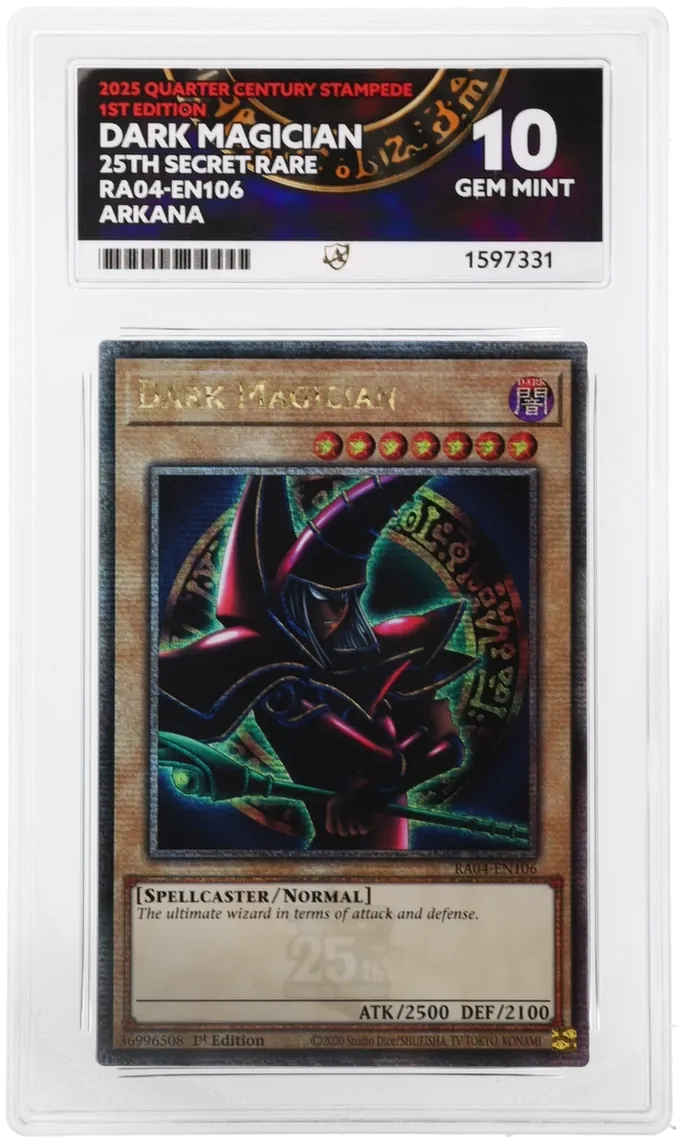 2025 QUARTER CENTURY STAMPEDE
1ST EDITION
DARK MAGICIAN
25TH SECRET RARE
RA04-EN106
ARKANA
10
GEM MINT
1597331
DARK MAGICIAN
DARK
闇
RA04-EN106
[SPELLCASTER/NORMAL]
The ultimate wizard in terms of attack and defense.
25th
ATK/2500 DEF/2100
36996508 1st Edition
©2020 Studio Dice/SHUEISHA, TV TOKYO, KONAMI